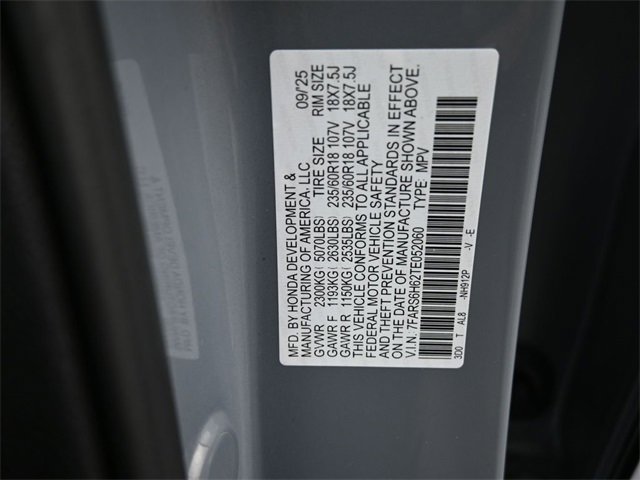 MFD. BY HONDA DEVELOPMENT & 09/25
MANUFACTURING OF AMERICA, LLC
TIRE SIZE RIM SIZE
GVWR 2300KG( 5070LBS)
GAWR F 1193KG( 2630LBS) 235/60R18 107V 18X7.5J
GAWR R 1150KG( 2535LBS) 235/60R18 107V 18X7.5J
THIS VEHICLE CONFORMS TO ALL APPLICABLE
FEDERAL MOTOR VEHICLE SAFETY
AND THEFT PREVENTION STANDARDS IN EFFECT
ON THE DATE OF MANUFACTURE SHOWN ABOVE.
V.I.N. 7FARS6H62TE052060 TYPE: MPV
3D0 T AL8 -NH912P -V -E